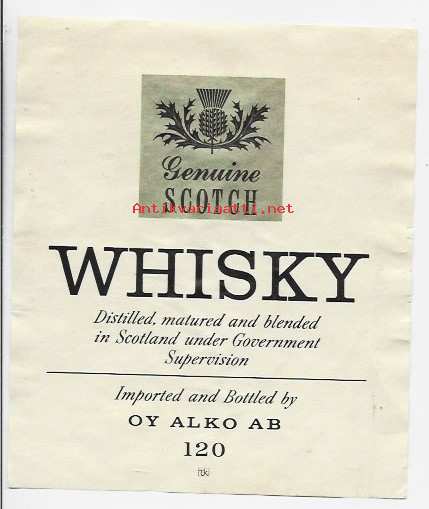 Genuine
SCOTCH
Antikvariaatti.net
WHISKY
Distilled, matured and blended
in Scotland under Government
Supervision
Imported and Bottled by
OY ALKO AB
120